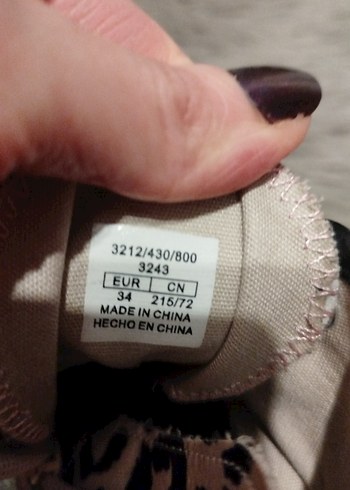 3212/430/800
3243
EUR CN
34 215/72
MADE IN CHINA
HECHO EN CHINA